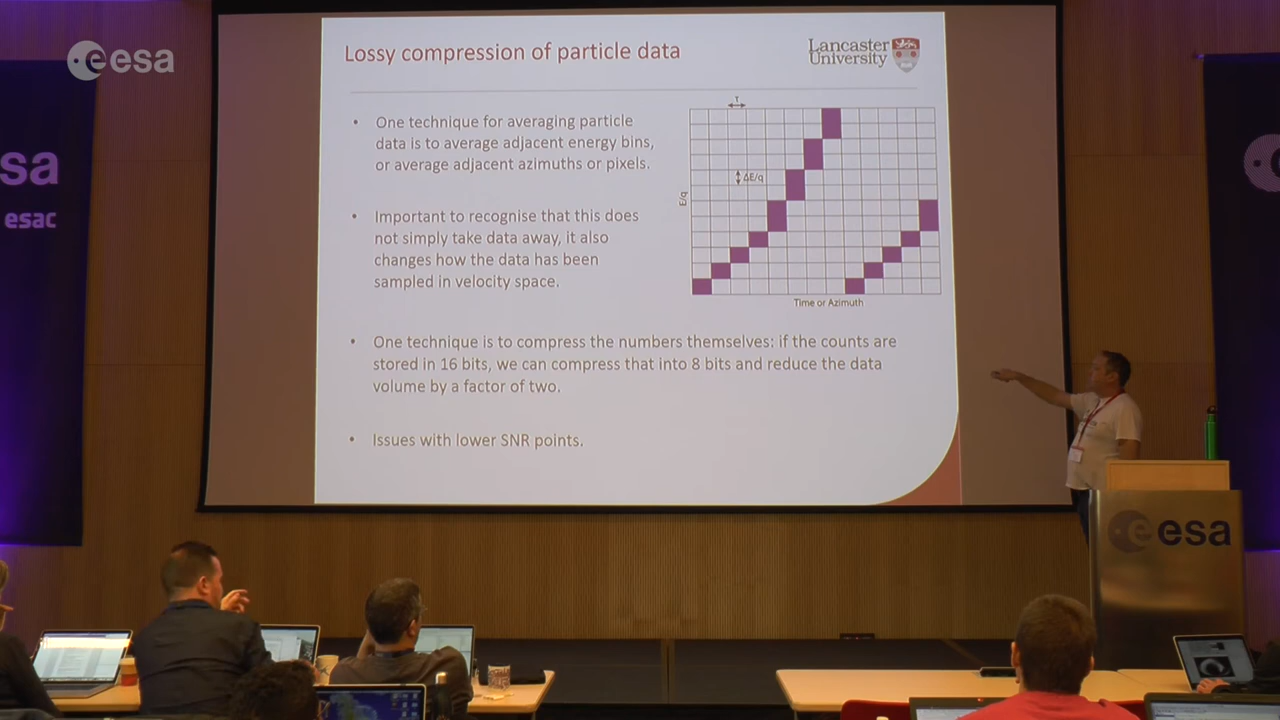 esa
Lossy compression of particle data
Lancaster
University
• One technique for averaging particle
data is to average adjacent energy bins,
or average adjacent azimuths or pixels.
• Important to recognise that this does
not simply take data away, it also
changes how the data has been
sampled in velocity space.
τ
ΔE/q
E/q
Time or Azimuth
• One technique is to compress the numbers themselves: if the counts are
stored in 16 bits, we can compress that into 8 bits and reduce the data
volume by a factor of two.
• Issues with lower SNR points.
sa
esac
esa